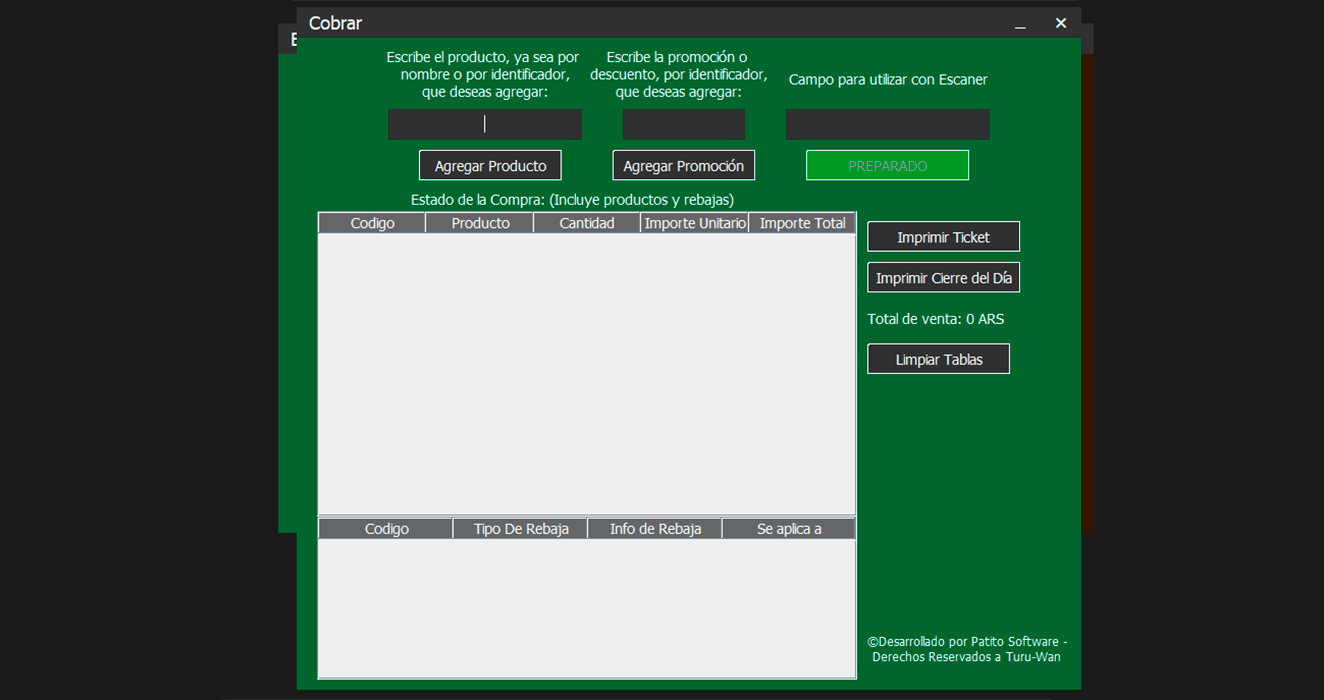 Cobrar
E
Escribe el producto, ya sea por
nombre o por identificador,
que deseas agregar:
Escribe la promoción o
descuento, por identificador,
que deseas agregar:
Campo para utilizar con Escaner
Agregar Producto
Agregar Promoción
PREPARADO
Estado de la Compra: (Incluye productos y rebajas)
Codigo Producto Cantidad Importe Unitario Importe Total
Imprimir Ticket
Imprimir Cierre del Día
Total de venta: 0 ARS
Limpiar Tablas
Codigo Tipo De Rebaja Info de Rebaja Se aplica a
©Desarrollado por Patito Software -
Derechos Reservados a Turu-Wan